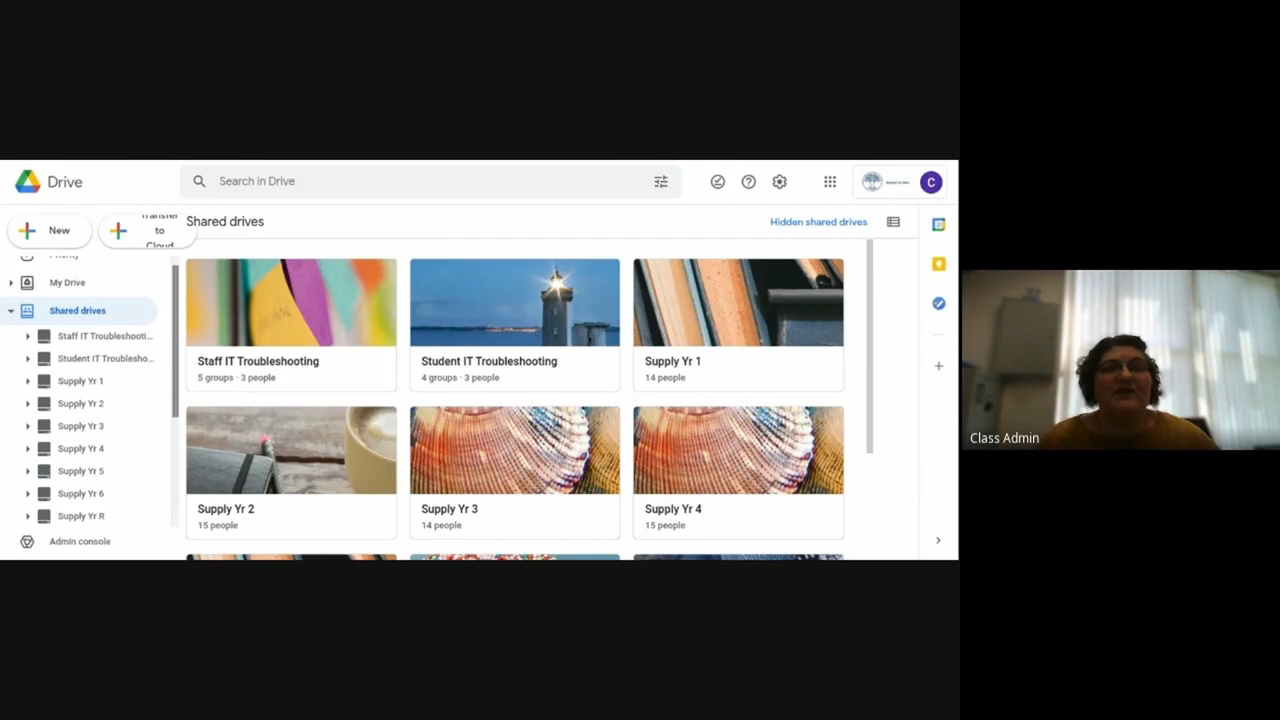 Drive
Search in Drive
C
New
to
Shared drives
Hidden shared drives
My Drive
Shared drives
Staff IT Troubleshooti...
Student IT Troublesho...
Supply Yr 1
Supply Yr 2
Supply Yr 3
Supply Yr 4
Supply Yr 5
Supply Yr 6
Supply Yr R
Admin console
Staff IT Troubleshooting
5 groups · 3 people
Student IT Troubleshooting
4 groups · 3 people
Supply Yr 1
14 people
Supply Yr 2
15 people
Supply Yr 3
14 people
Supply Yr 4
15 people
Class Admin